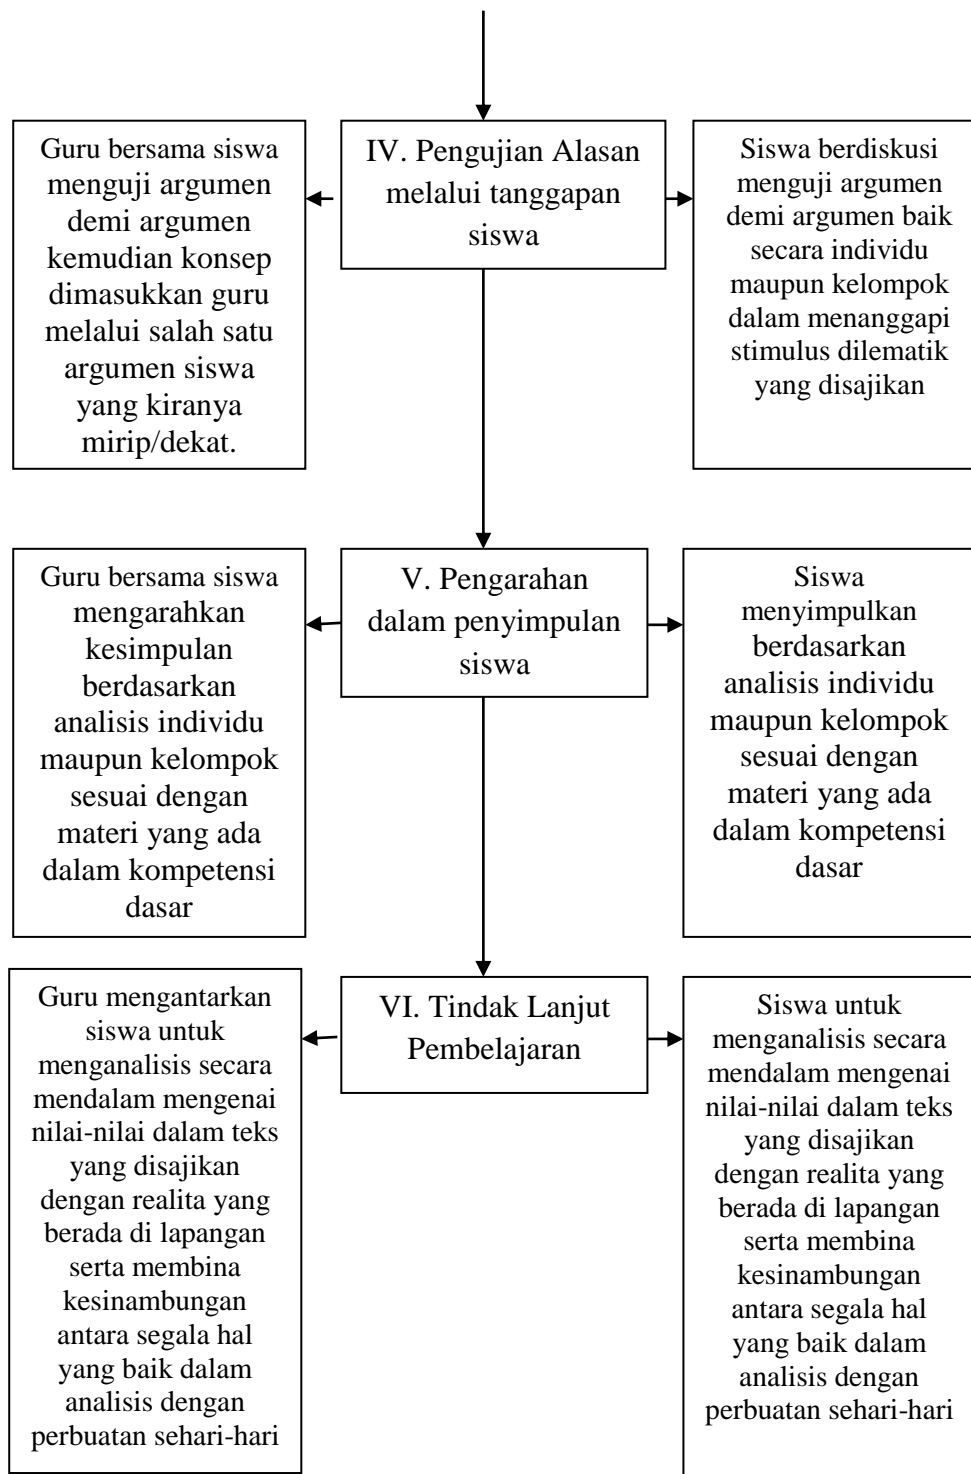 Guru bersama siswa
menguji argumen
demi argumen
kemudian konsep
dimasukkan guru
melalui salah satu
argumen siswa
yang kiranya
mirip/dekat.
IV. Pengujian Alasan
melalui tanggapan
siswa
Siswa berdiskusi
menguji argumen
demi argumen baik
secara individu
maupun kelompok
dalam menanggapi
stimulus dilematik
yang disajikan
Guru bersama siswa
mengarahkan
kesimpulan
berdasarkan
analisis individu
maupun kelompok
sesuai dengan
materi yang ada
dalam kompetensi
dasar
V. Pengarahan
dalam penyimpulan
siswa
Siswa
menyimpulkan
berdasarkan
analisis individu
maupun kelompok
sesuai dengan
materi yang ada
dalam kompetensi
dasar
Guru mengantarkan
siswa untuk
menganalisis secara
mendalam mengenai
nilai-nilai dalam teks
yang disajikan
dengan realita yang
berada di lapangan
serta membina
kesinambungan
antara segala hal
yang baik dalam
analisis dengan
perbuatan sehari-hari
VI. Tindak Lanjut
Pembelajaran
Siswa untuk
menganalisis secara
mendalam mengenai
nilai-nilai dalam teks
yang disajikan
dengan realita yang
berada di lapangan
serta membina
kesinambungan
antara segala hal
yang baik dalam
analisis dengan
perbuatan sehari-hari